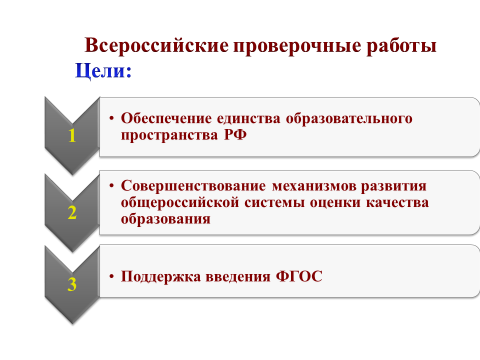 Всероссийские проверочные работы
Цели:
1
• Обеспечение единства образовательного
пространства РФ
2
• Совершенствование механизмов развития
общероссийской системы оценки качества
образования
3
• Поддержка введения ФГОС